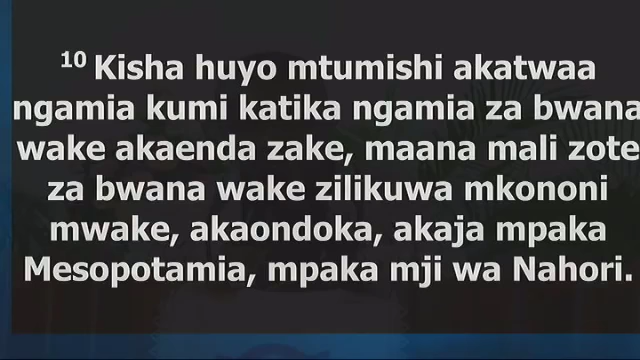 10 Kisha huyo mtumishi akatwaa
ngamia kumi katika ngamia za bwana
wake akaenda zake, maana mali zote
za bwana wake zilikuwa mkononi
mwake, akaondoka, akaja mpaka
Mesopotamia, mpaka mji wa Nahori.